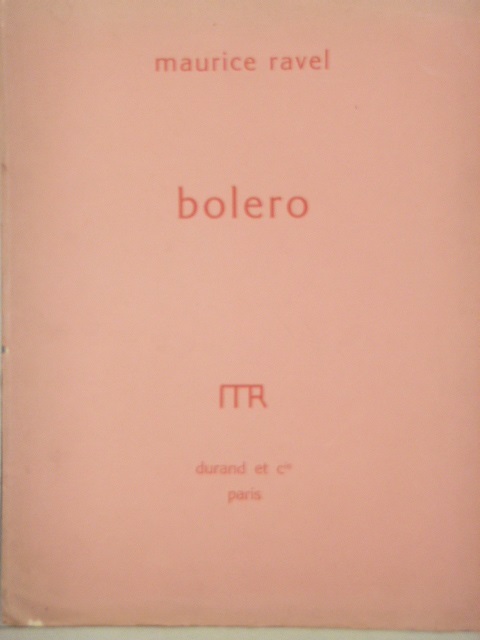 maurice ravel
bolero
MR
durand et cie
paris